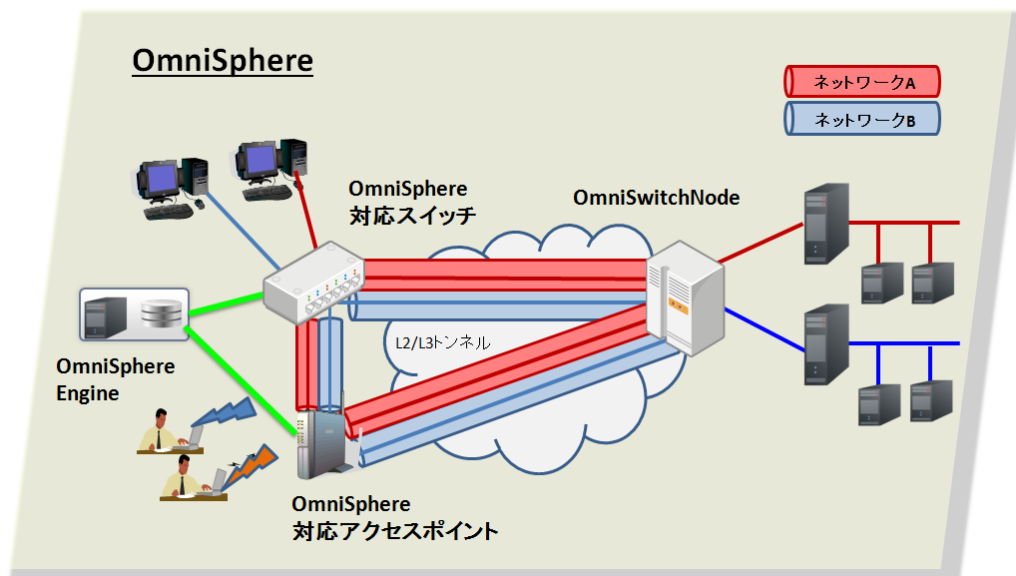 OmniSphere
ネットワークA
ネットワークB
OmniSphere
対応スイッチ
OmniSwitchNode
L2/L3トンネル
OmniSphere
Engine
OmniSphere
対応アクセスポイント